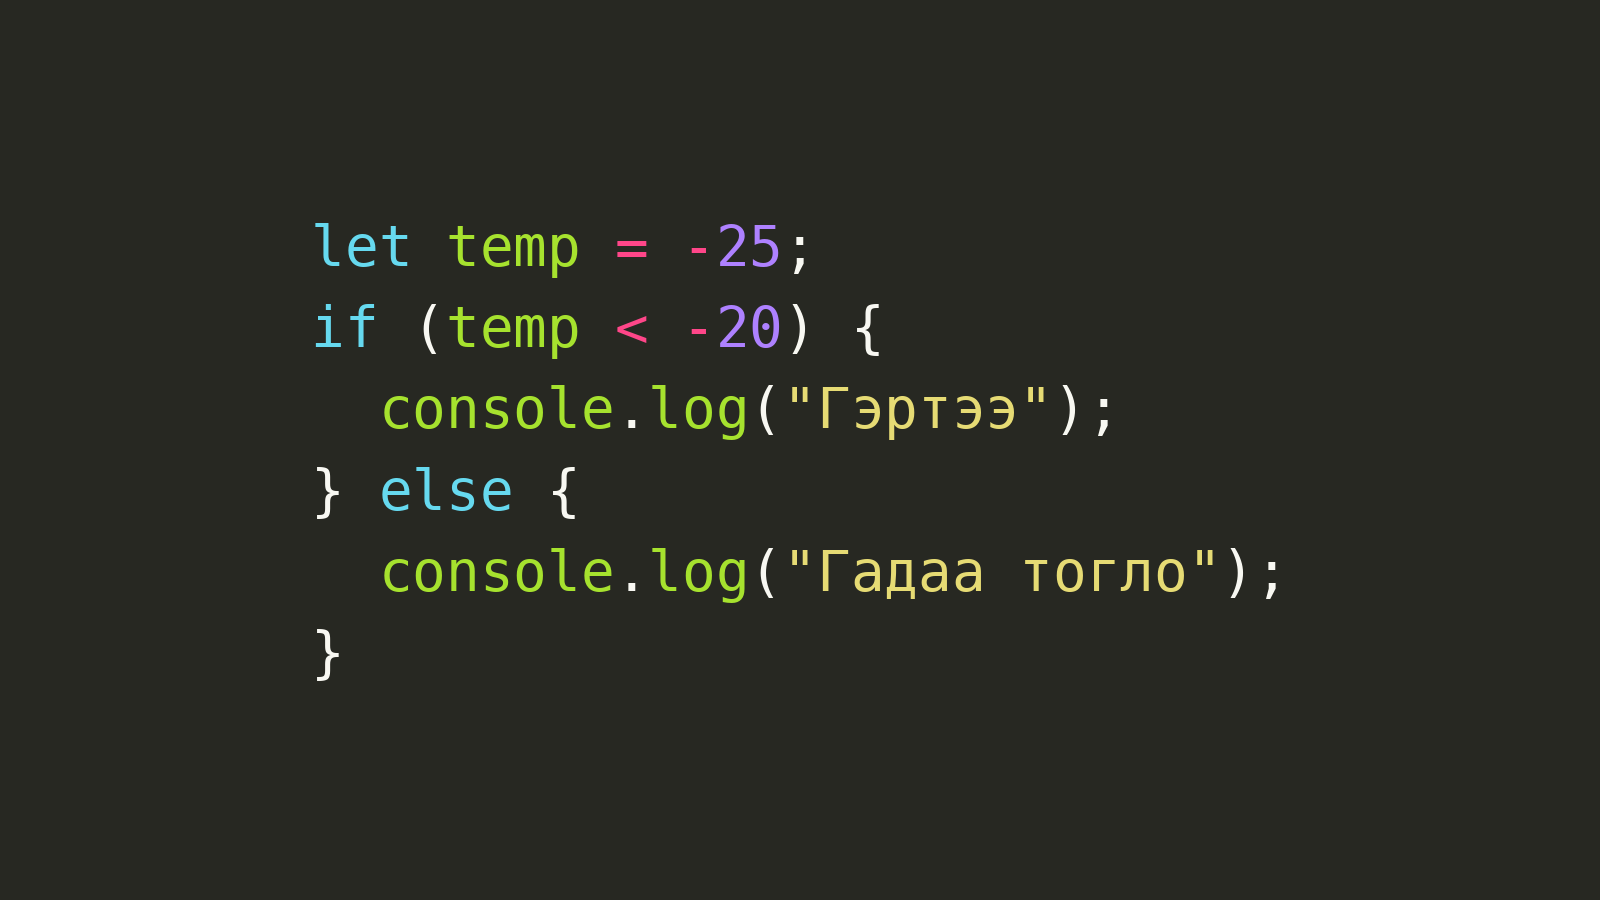 let temp = -25;
if (temp < -20) {
  console.log("Гэртээ");
} else {
  console.log("Гадаа тогло");
}